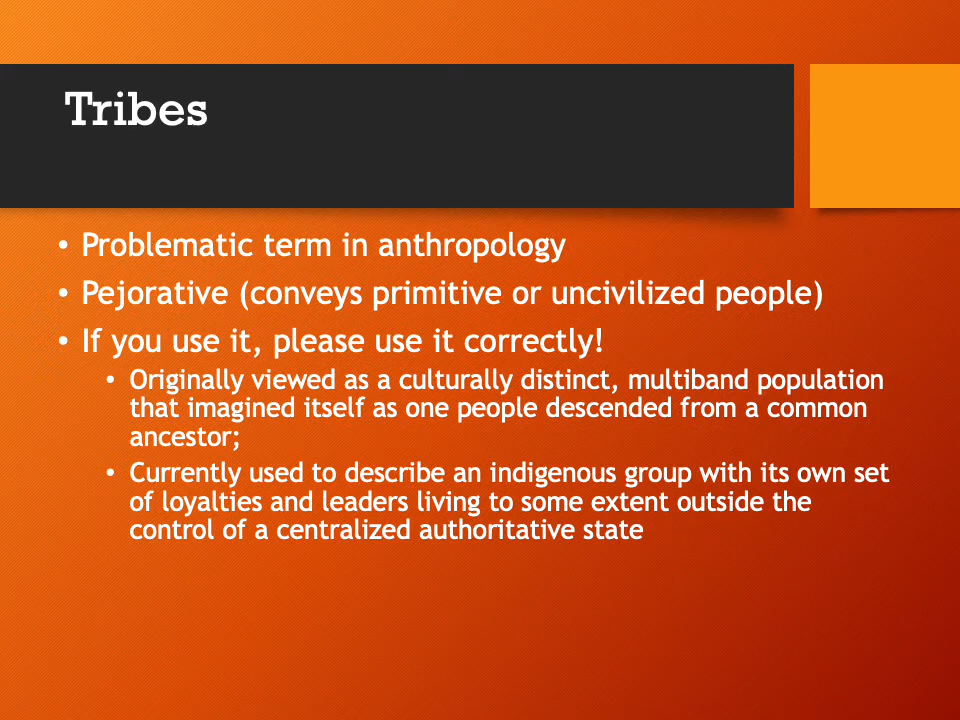 Tribes
• Problematic term in anthropology
• Pejorative (conveys primitive or uncivilized people)
• If you use it, please use it correctly!
• Originally viewed as a culturally distinct, multiband population
that imagined itself as one people descended from a common
ancestor;
• Currently used to describe an indigenous group with its own set
of loyalties and leaders living to some extent outside the
control of a centralized authoritative state